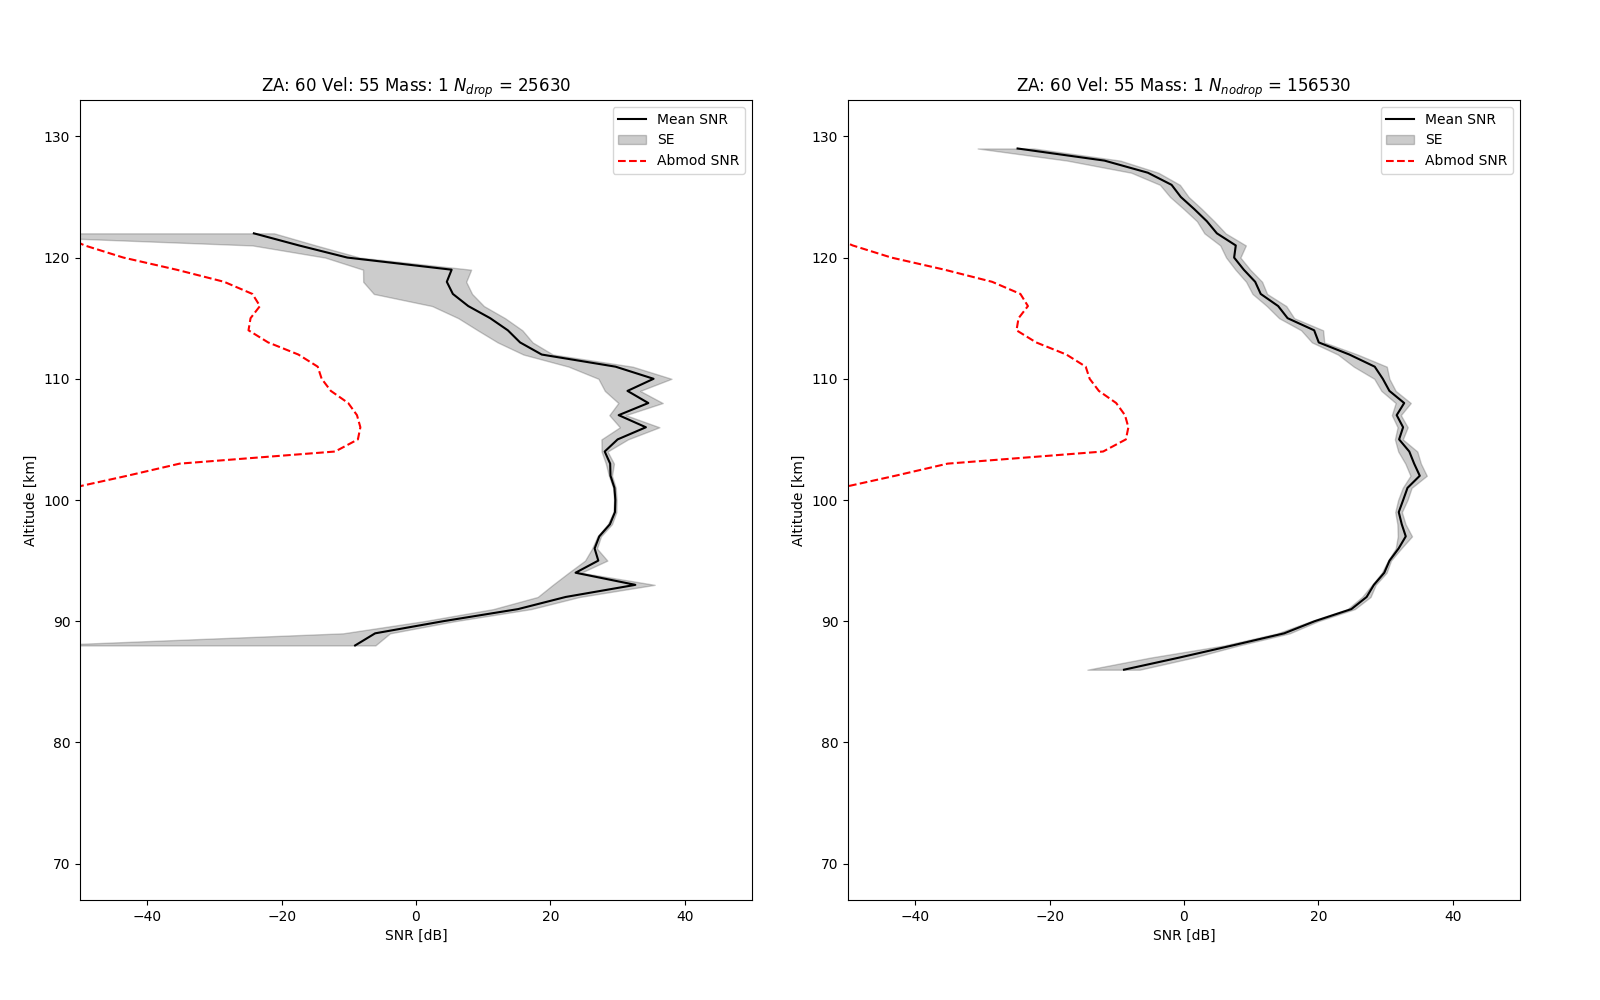 ZA: 60 Vel: 55 Mass: 1 N_drop = 25630
Mean SNR
SE
Abmod SNR
130
120
110
100
90
80
70
Altitude [km]
−40
−20
0
20
40
SNR [dB]
ZA: 60 Vel: 55 Mass: 1 N_nodrop = 156530
Mean SNR
SE
Abmod SNR
130
120
110
100
90
80
70
Altitude [km]
−40
−20
0
20
40
SNR [dB]